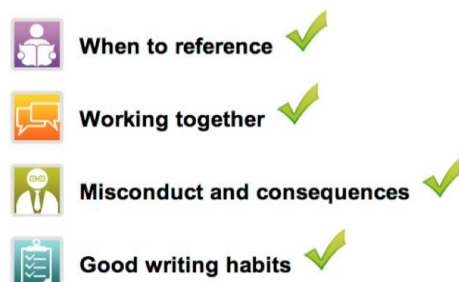 When to reference
Working together
Misconduct and consequences
Good writing habits